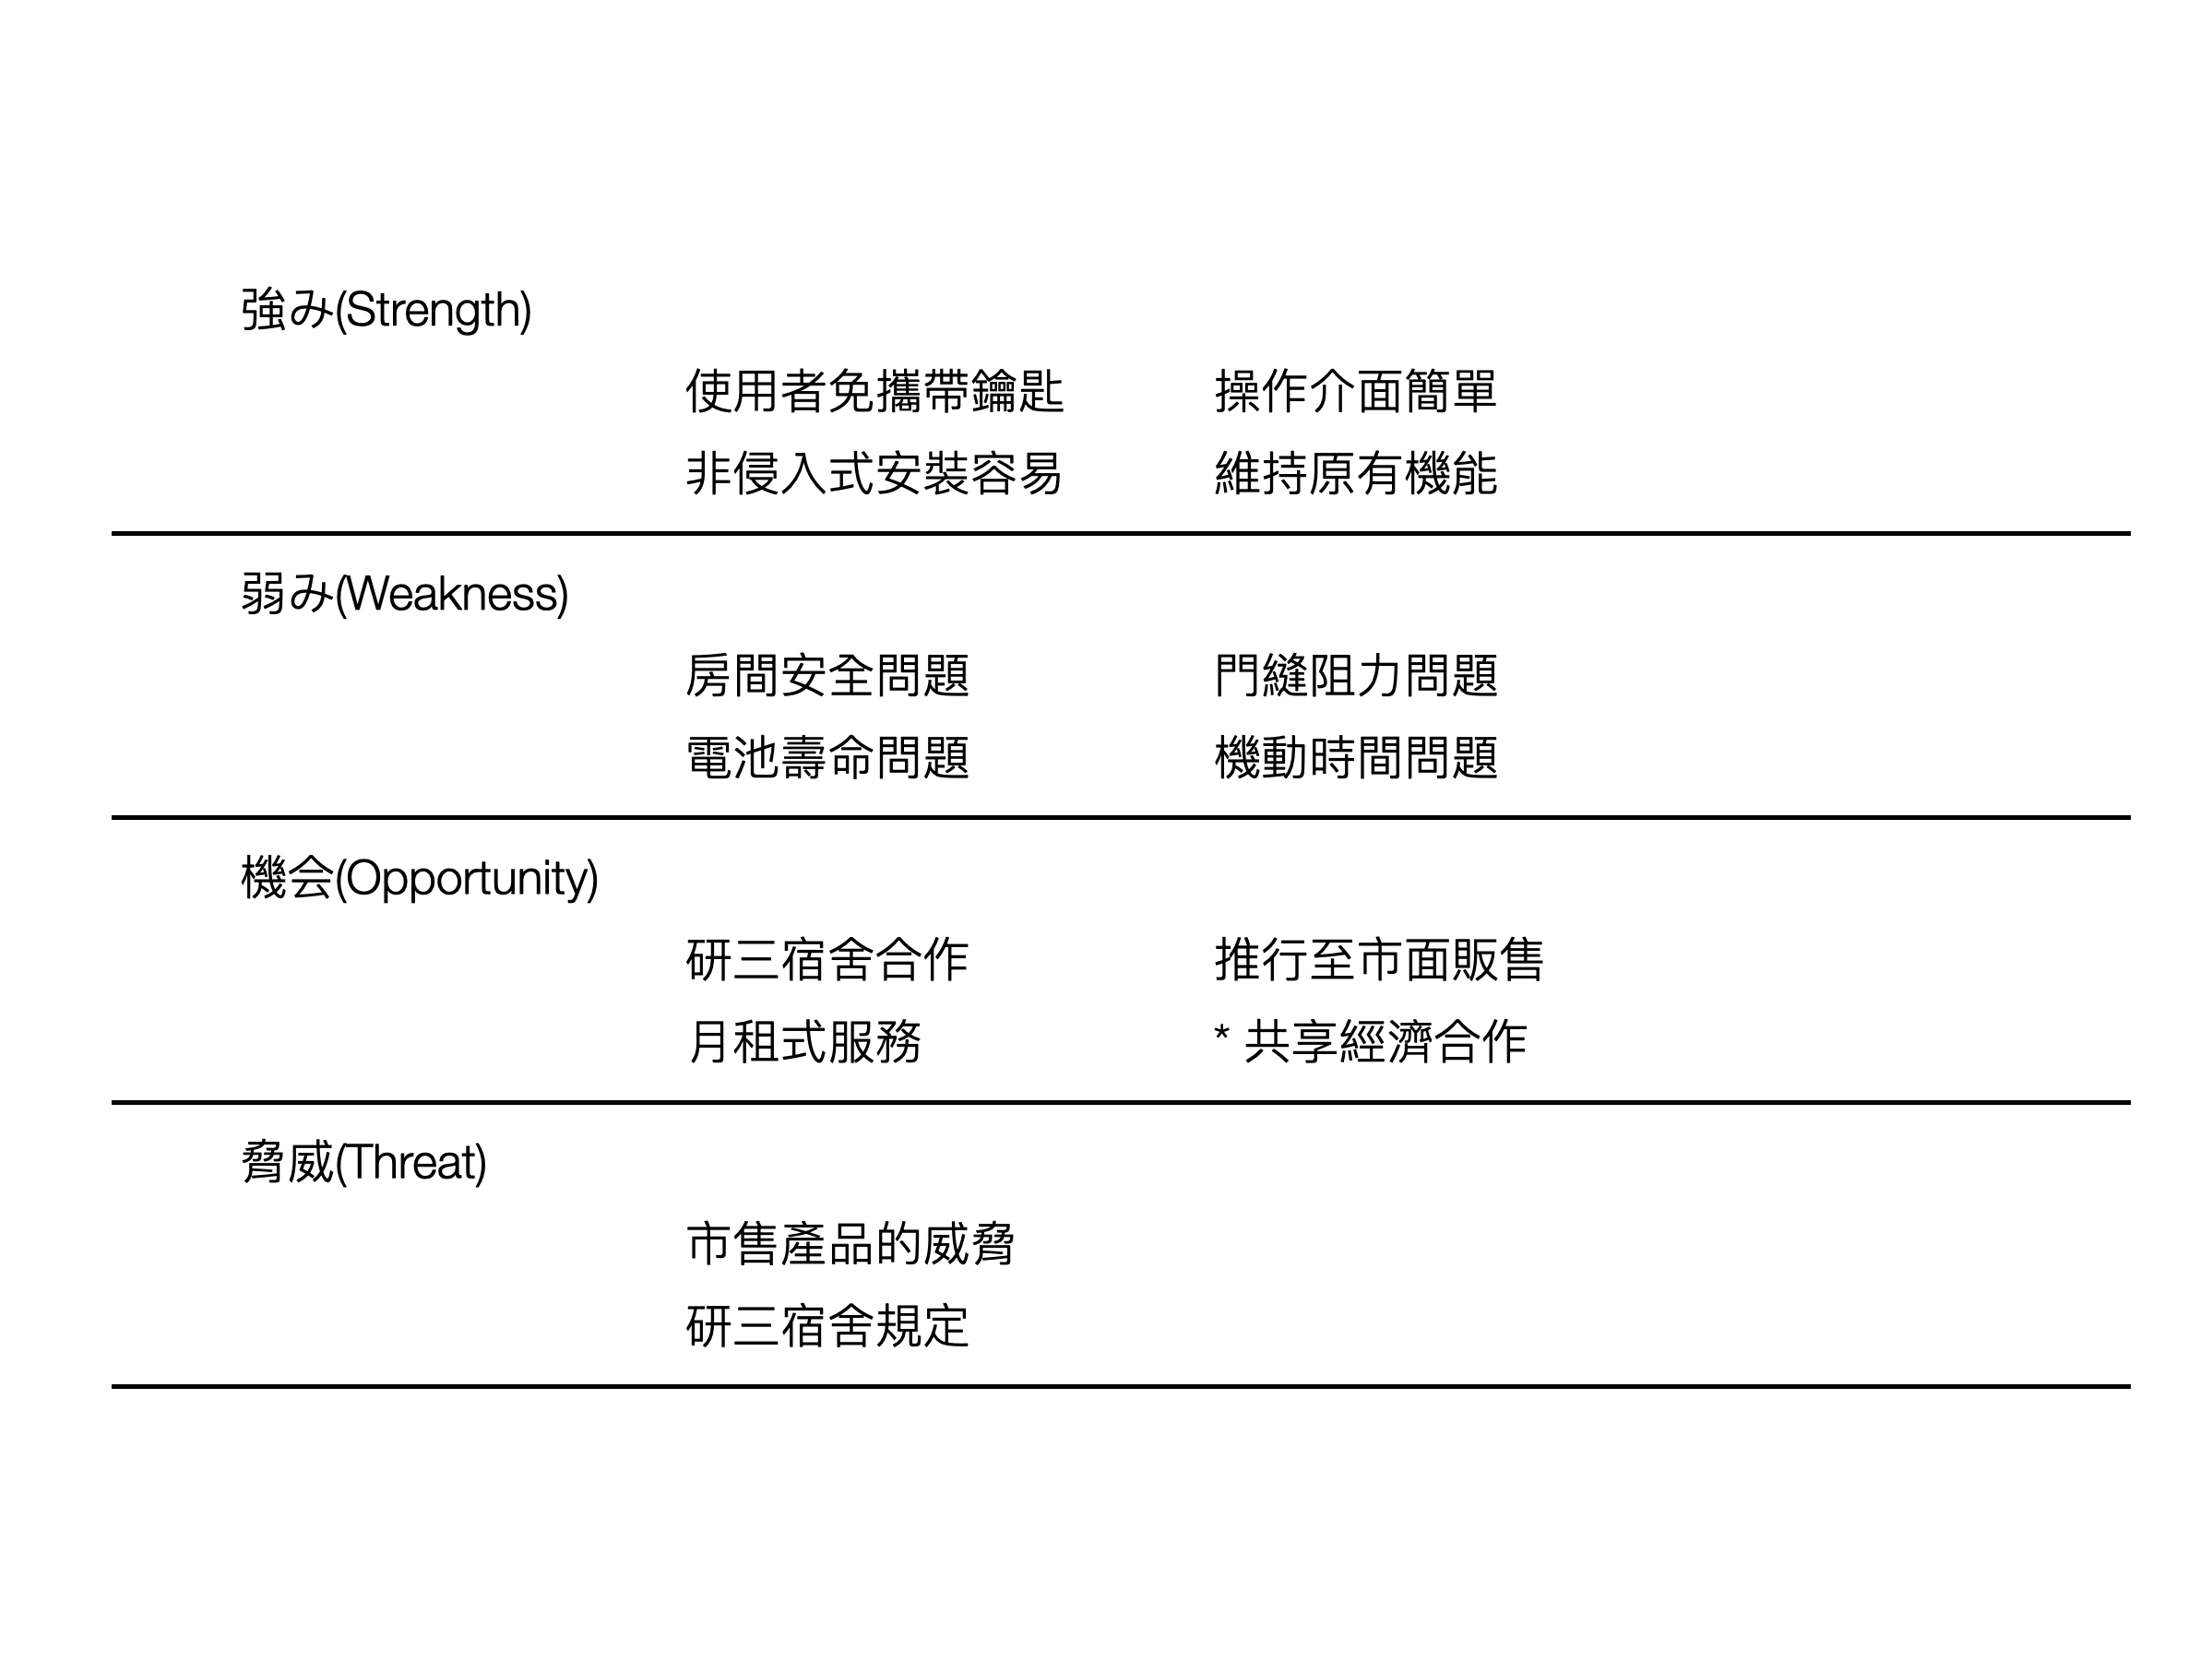 強み(Strength)
使用者免攜帶鑰匙 操作介面簡單
非侵入式安裝容易 維持原有機能
弱み(Weakness)
房間安全問題 門縫阻力問題
電池壽命問題 機動時間問題
機会(Opportunity)
研三宿舍合作 推行至市面販售
月租式服務 * 共享經濟合作
脅威(Threat)
市售產品的威脅
研三宿舍規定